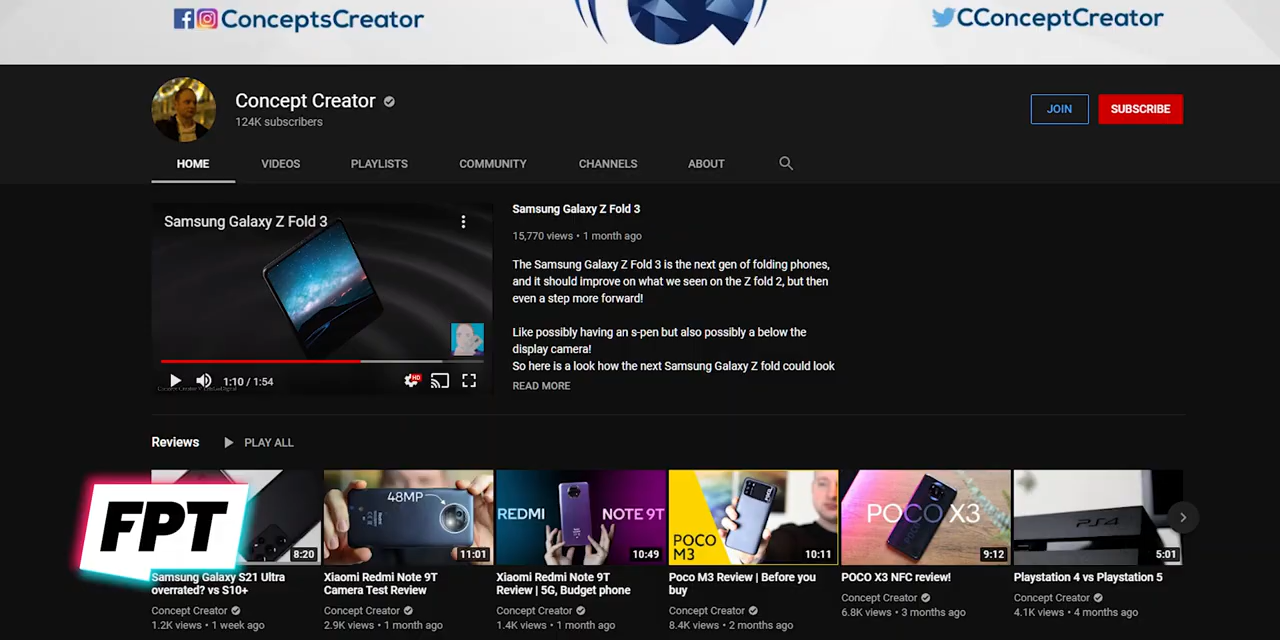 ConceptsCreator
CConceptCreator
Concept Creator
124K subscribers
JOIN
SUBSCRIBE
HOME
VIDEOS
PLAYLISTS
COMMUNITY
CHANNELS
ABOUT
Samsung Galaxy Z Fold 3
1:10 / 1:54
Samsung Galaxy Z Fold 3
15,770 views • 1 month ago
The Samsung Galaxy Z Fold 3 is the next gen of folding phones,
and it should improve on what we seen on the Z fold 2, but then
even a step more forward!
Like possibly having an s-pen but also possibly a below the
display camera!
So here is a look how the next Samsung Galaxy Z fold could look
READ MORE
Reviews
PLAY ALL
FPT
8:20
Samsung Galaxy S21 Ultra
overrated? vs S10+
Concept Creator
1.2K views • 1 week ago
48MP
11:01
Xiaomi Redmi Note 9T
Camera Test Review
Concept Creator
2.9K views • 1 month ago
REDMI
NOTE 9T
10:49
Xiaomi Redmi Note 9T
Review | 5G, Budget phone
Concept Creator
1.4K views • 1 month ago
POCO
M3
10:11
Poco M3 Review | Before you
buy
Concept Creator
8.4K views • 2 months ago
POCO X3
9:12
POCO X3 NFC review!
Concept Creator
6.8K views • 3 months ago
PS4
5:01
Playstation 4 vs Playstation 5
Concept Creator
4.1K views • 4 months ago